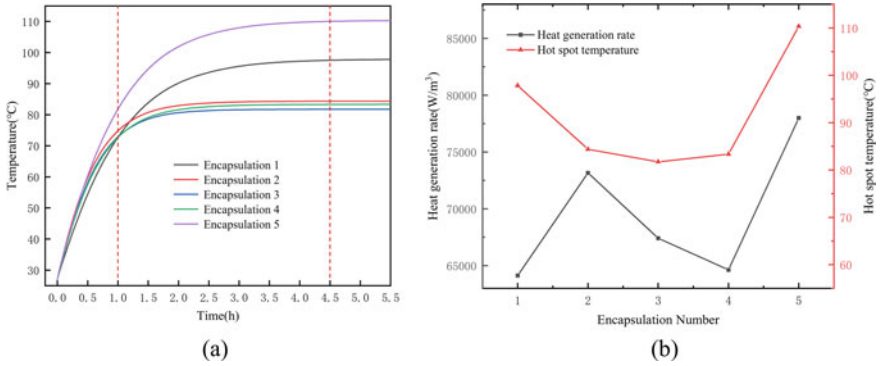 (a)
110
100
90
80
70
60
50
40
30
Temperature(℃)
Encapsulation 1
Encapsulation 2
Encapsulation 3
Encapsulation 4
Encapsulation 5
0.0 0.5 1.0 1.5 2.0 2.5 3.0 3.5 4.0 4.5 5.0 5.5
Time(h)
(a)
(b)
Heat generation rate
Hot spot temperature
85000
80000
75000
70000
65000
Heat generation rate(W/m³)
110
100
90
80
70
60
Hot spot temperature(℃)
1 2 3 4 5
Encapsulation Number
(b)